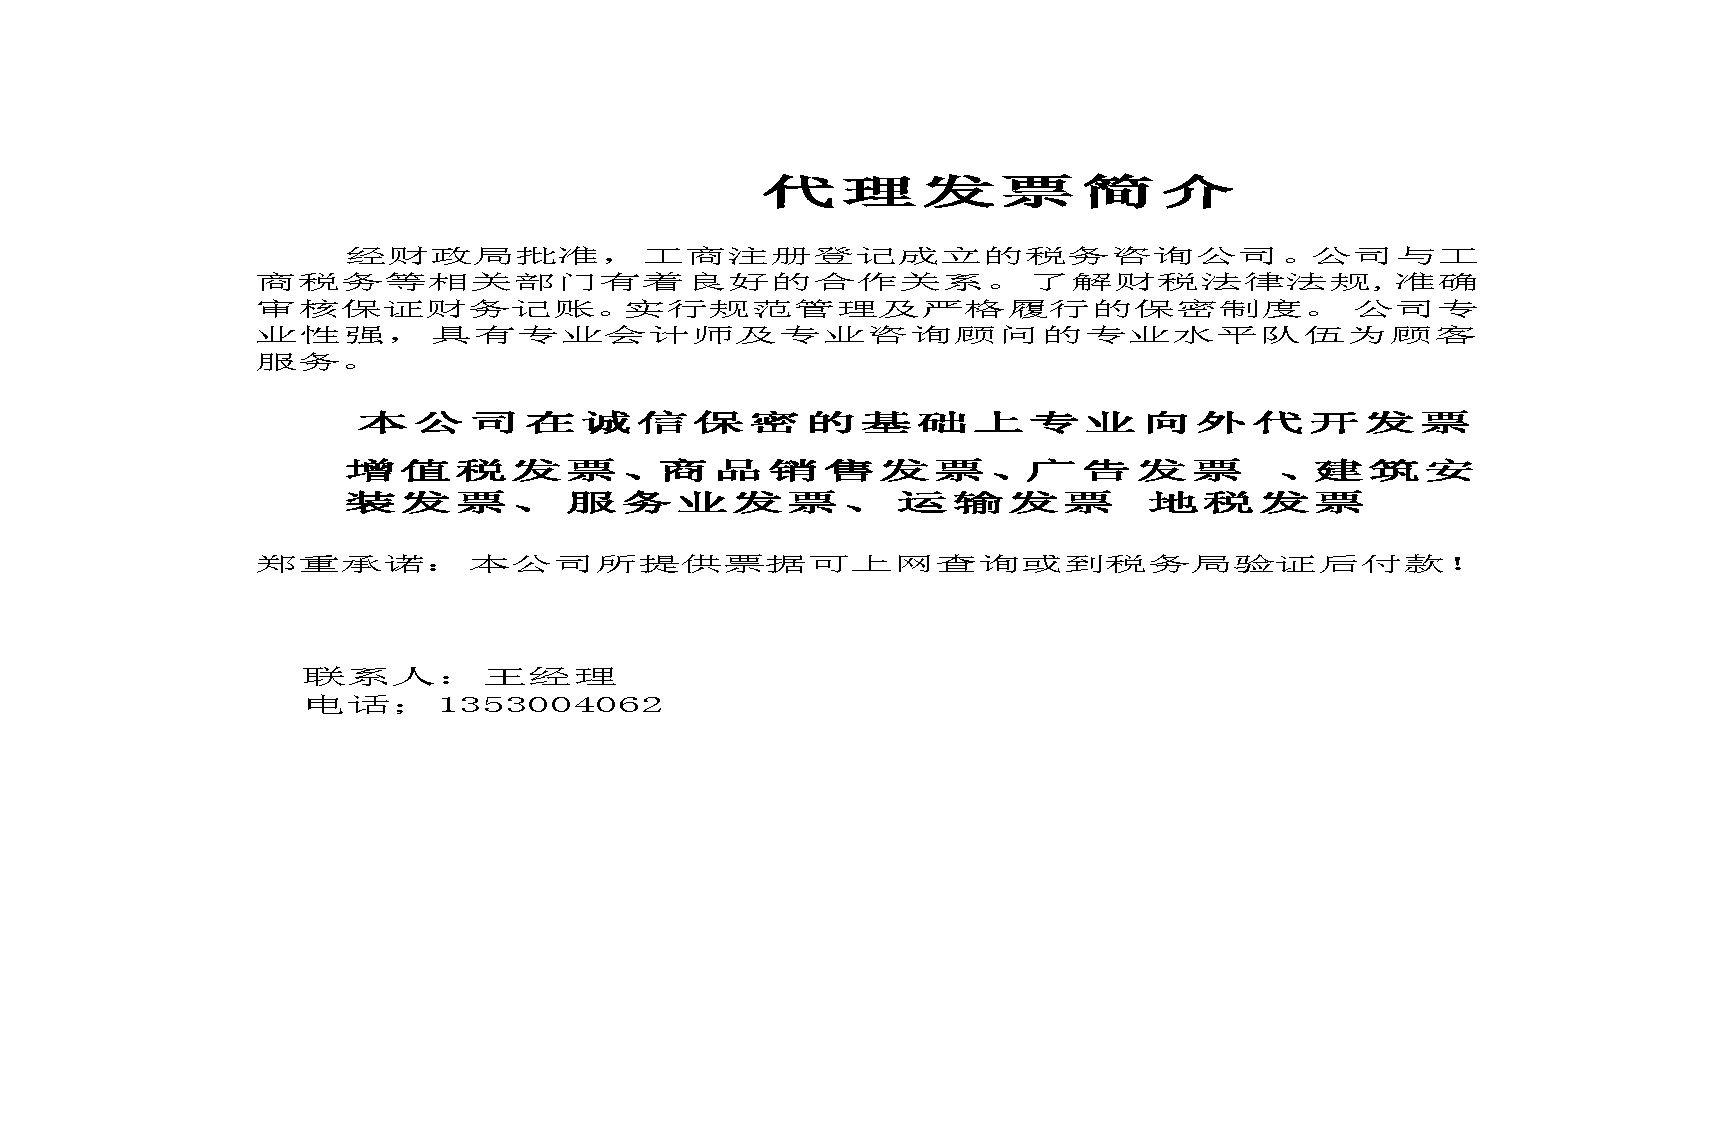 代理发票简介
经财政局批准，工商注册登记成立的税务咨询公司。公司与工
商税务等相关部门有着良好的合作关系。了解财税法律法规,准确
审核保证财务记账。实行规范管理及严格履行的保密制度。 公司专
业性强，具有专业会计师及专业咨询顾问的专业水平队伍为顾客
服务。
本公司在诚信保密的基础上专业向外代开发票
增值税发票、商品销售发票、广告发票 、建筑安
装发票、服务业发票、运输发票 地税发票
郑重承诺：本公司所提供票据可上网查询或到税务局验证后付款！
联系人：王经理
电话；1353004062